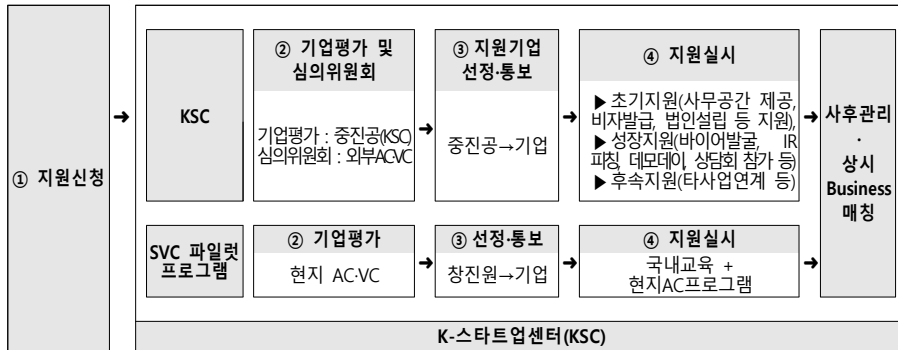 ① 지원신청
KSC
② 기업평가 및
심의위원회
기업평가 : 중진공(KSC)
심의위원회 : 외부AC·VC
③ 지원기업
선정·통보
중진공→기업
④ 지원실시
▶초기지원(사무공간 제공,
비자발급, 법인설립 등 지원),
▶성장지원(바이어발굴, IR
피칭, 데모데이, 상담회 참가 등)
▶후속지원(타사업연계 등)
SVC 파일럿
프로그램
② 기업평가
현지 AC·VC
③ 선정·통보
창진원→기업
④ 지원실시
국내교육 +
현지AC프로그램
사후관리
·
상시
Business
매칭
K-스타트업센터(KSC)